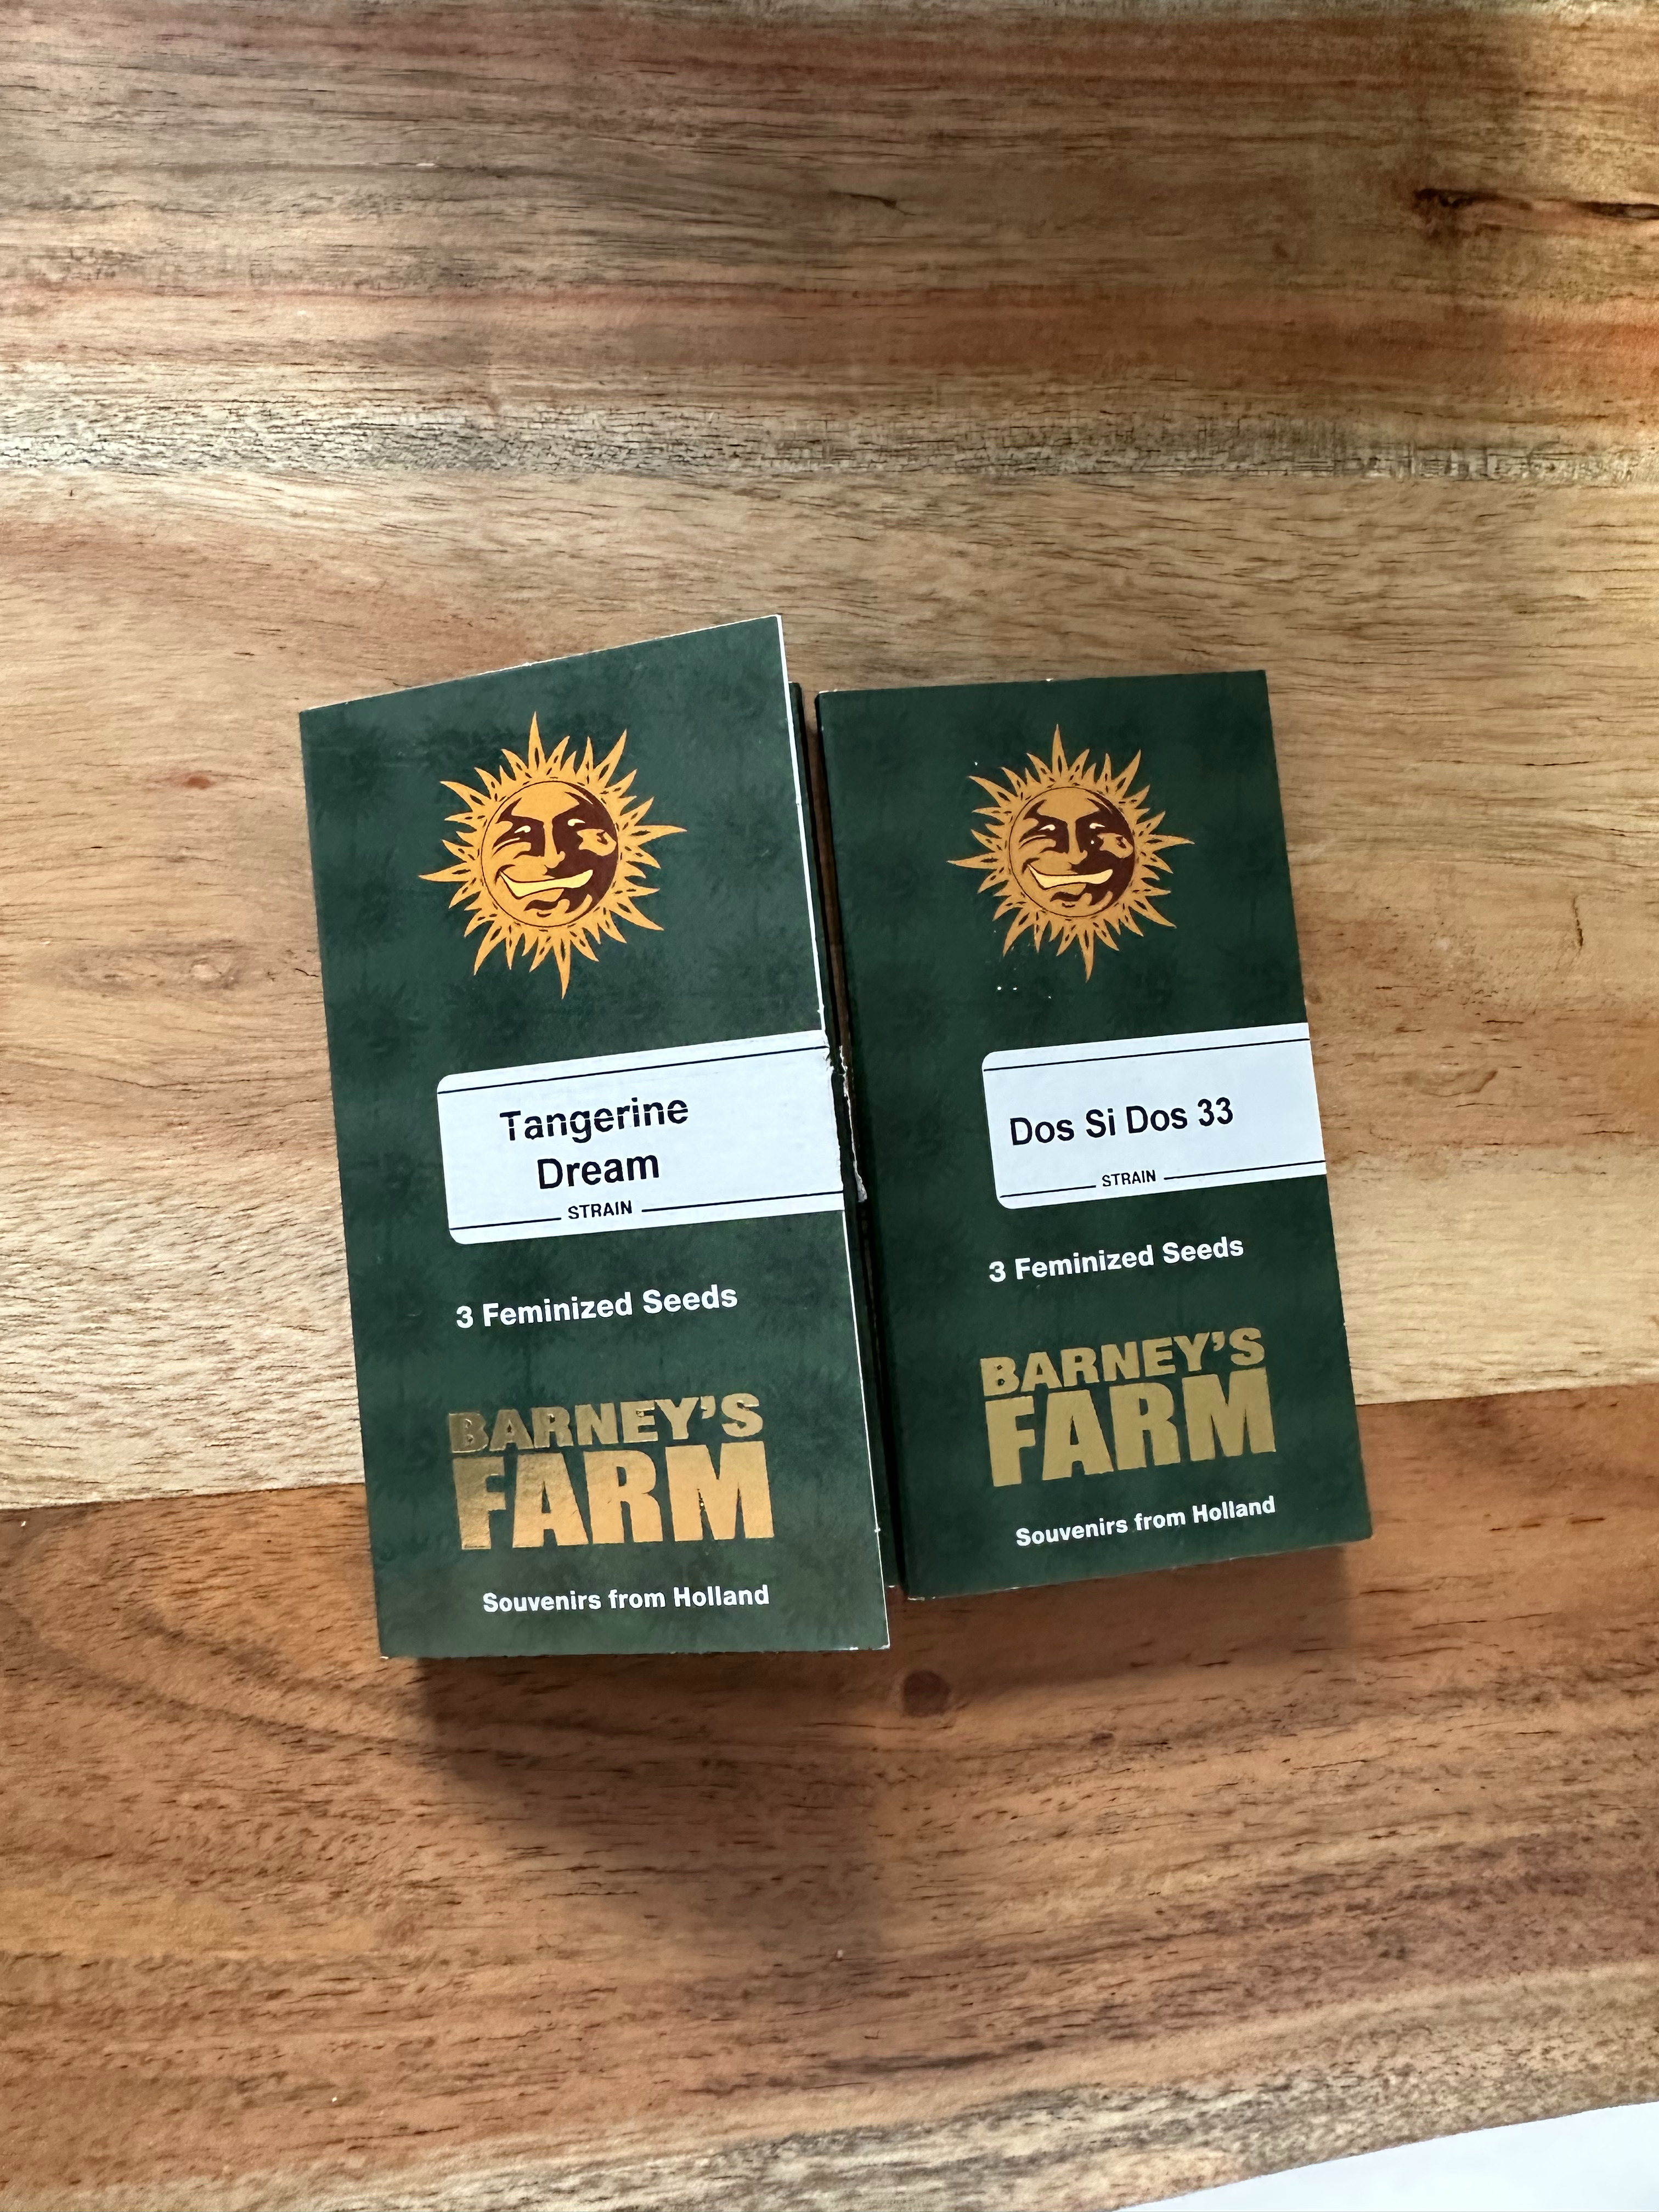 Tangerine
Dream
STRAIN
3 Feminized Seeds
BARNEY'S
FARM
Souvenirs from Holland
Dos Si Dos 33
STRAIN
3 Feminized Seeds
BARNEY'S
FARM
Souvenirs from Holland